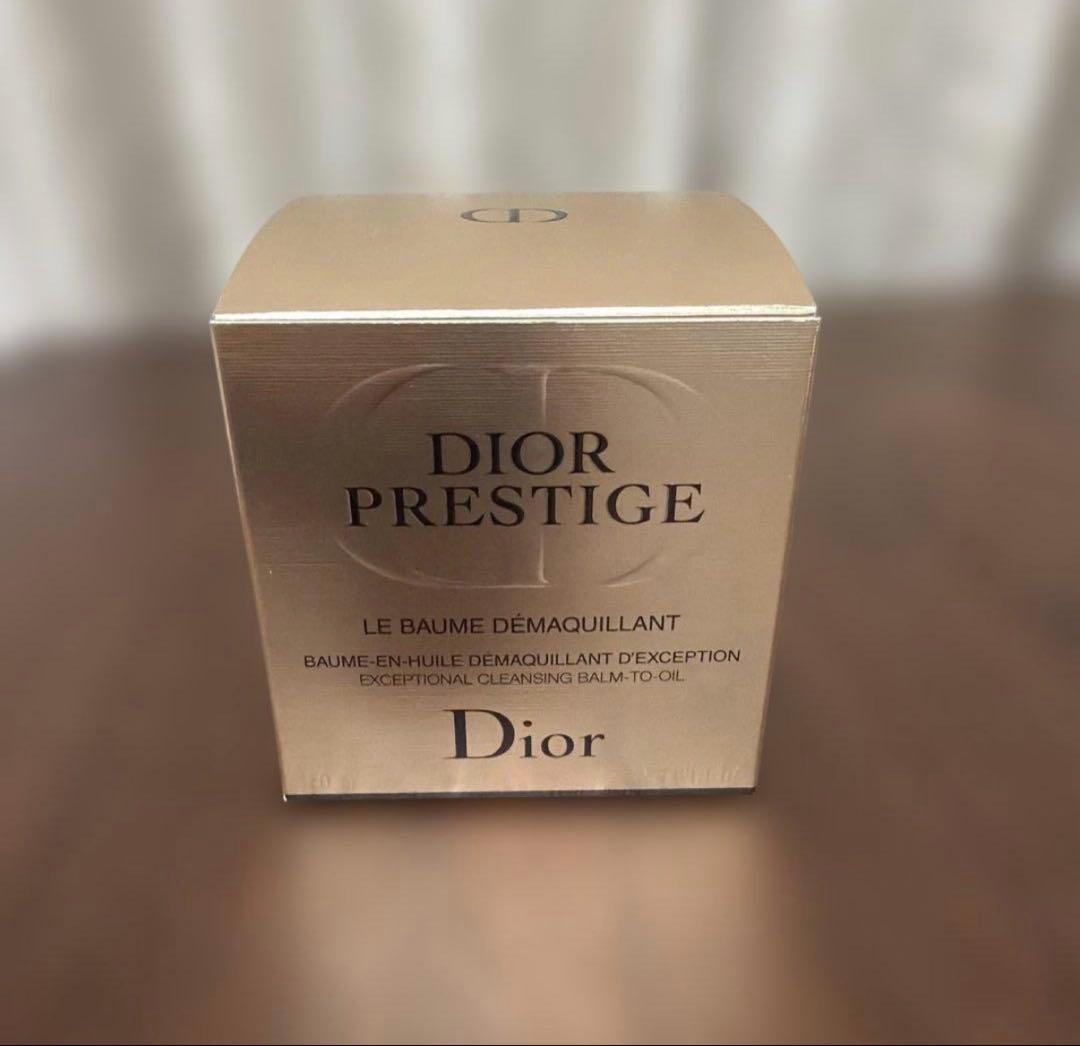 DIOR
PRESTIGE
LE BAUME DÉMAQUILLANT
BAUME-EN-HUILE DÉMAQUILLANT D'EXCEPTION
EXCEPTIONAL CLEANSING BALM-TO-OIL
Dior